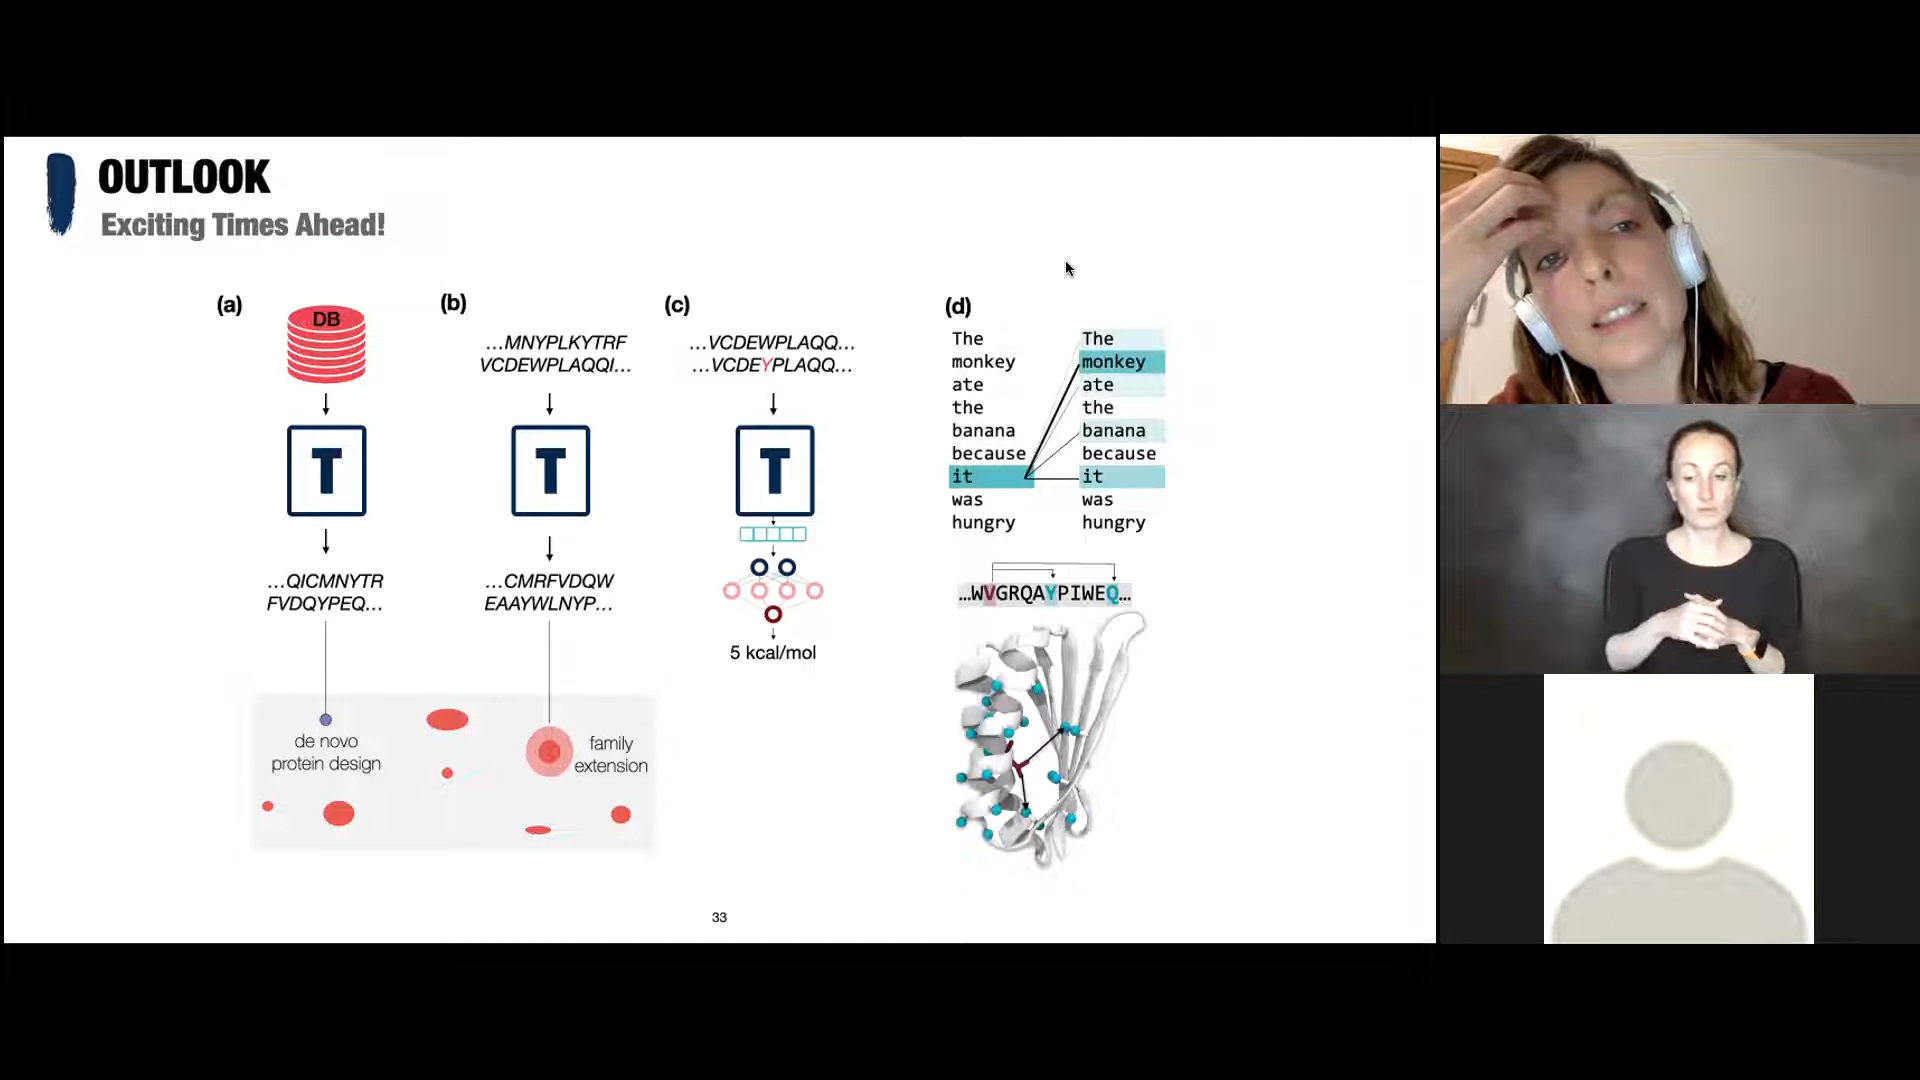 OUTLOOK
Exciting Times Ahead!
(a)
DB
T
...QICMNYTR
FVDQYPEQ...
de novo
protein design
(b)
...MNYPLKYTRF
VCDEWPLAQQI...
T
...CMRFVDQW
EAAYWLNYP...
family
extension
(c)
...VCDEWPLAQQ...
...VCDEYPLAQQ...
T
5 kcal/mol
(d)
The The
monkey monkey
ate ate
the the
banana banana
because because
it it
was was
hungry hungry
...WVGRQAYPIWEQ...
33